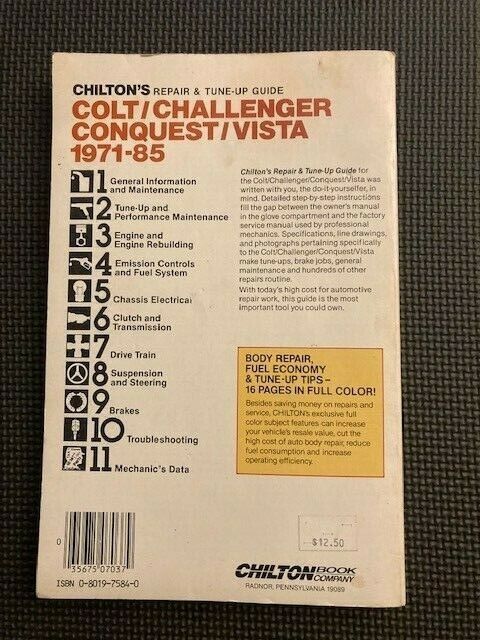 CHILTON'S REPAIR & TUNE-UP GUIDE
COLT/CHALLENGER
CONQUEST/VISTA
1971-85
1 General Information
and Maintenance
2 Tune-Up and
Performance Maintenance
3 Engine and
Engine Rebuilding
4 Emission Controls
and Fuel System
5 Chassis Electrical
6 Clutch and
Transmission
7 Drive Train
8 Suspension
and Steering
9 Brakes
10 Troubleshooting
11 Mechanic's Data
Chilton's Repair & Tune-Up Guide for
the Colt/Challenger/Conquest/Vista was
written with you, the do-it-yourselfer, in
mind. Detailed step-by-step instructions
fill the gap between the owner's manual
in the glove compartment and the factory
service manual used by professional
mechanics. Specifications, line drawings,
and photographs pertaining specifically
to the Colt/Challenger/Conquest/Vista
make tune-ups, brake jobs, general
maintenance and hundreds of other
repairs routine.
With today's high cost for automotive
repair work, this guide is the most
important tool you could own.
BODY REPAIR,
FUEL ECONOMY
& TUNE-UP TIPS–
16 PAGES IN FULL COLOR!
Besides saving money on repairs and
service, CHILTON's exclusive full
color subject features can increase
your vehicle's resale value, cut the
high cost of auto body repair, reduce
fuel consumption and increase
operating efficiency.
$12.50
0 35675 07037
ISBN 0-8019-7584-0
CHILTON BOOK
COMPANY
RADNOR, PENNSYLVANIA 19089